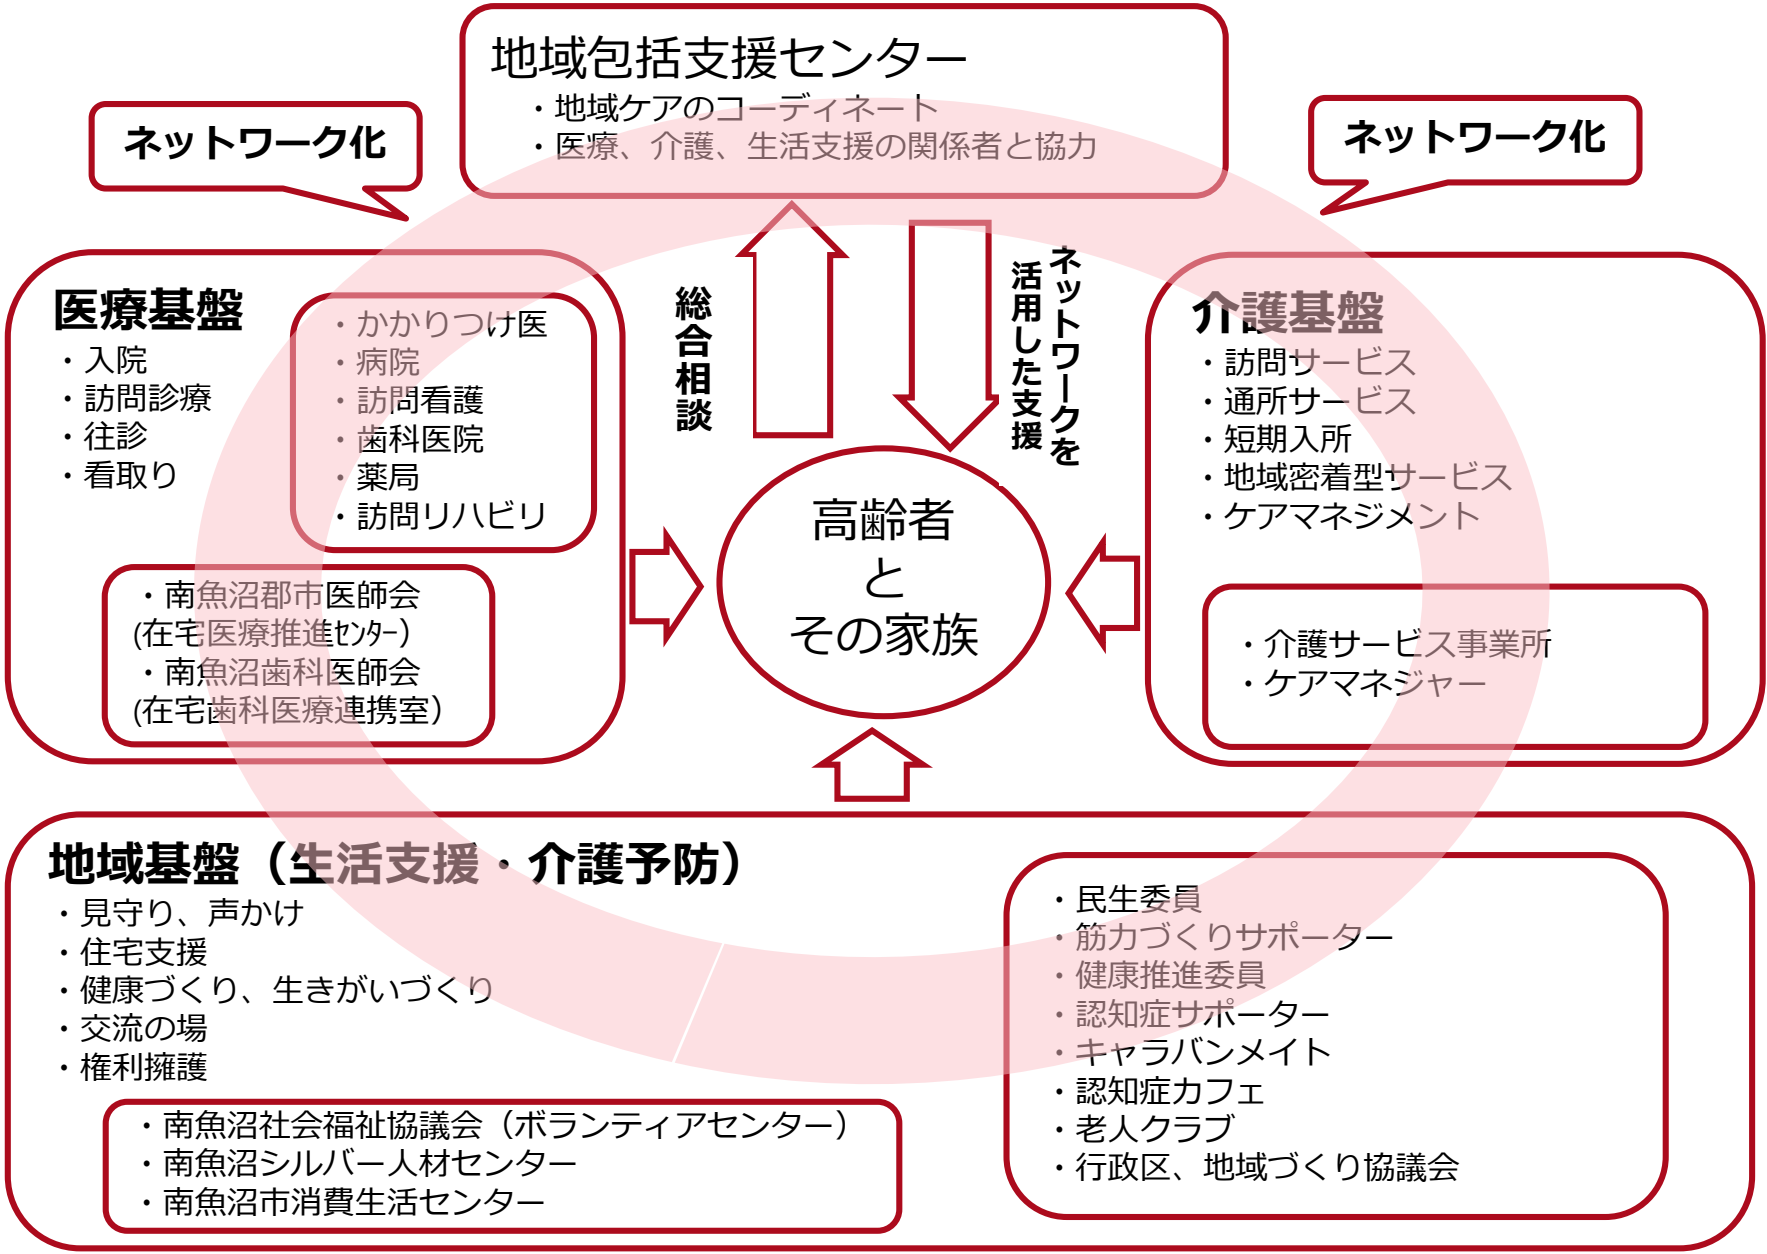 地域包括支援センター
・地域ケアのコーディネート
・医療、介護、生活支援の関係者と協力
ネットワーク化
ネットワーク化
医療基盤
・入院
・訪問診療
・往診
・看取り
・かかりつけ医
・病院
・訪問看護
・歯科医院
・薬局
・訪問リハビリ
・南魚沼郡市医師会
(在宅医療推進ｾﾝﾀｰ）
・南魚沼歯科医師会
(在宅歯科医療連携室）
総合相談
ネットワークを
活用した支援
高齢者
と
その家族
介護基盤
・訪問サービス
・通所サービス
・短期入所
・地域密着型サービス
・ケアマネジメント
・介護サービス事業所
・ケアマネジャー
地域基盤（生活支援・介護予防）
・見守り、声かけ
・住宅支援
・健康づくり、生きがいづくり
・交流の場
・権利擁護
・南魚沼社会福祉協議会（ボランティアセンター）
・南魚沼シルバー人材センター
・南魚沼市消費生活センター
・民生委員
・筋力づくりサポーター
・健康推進委員
・認知症サポーター
・キャラバンメイト
・認知症カフェ
・老人クラブ
・行政区、地域づくり協議会